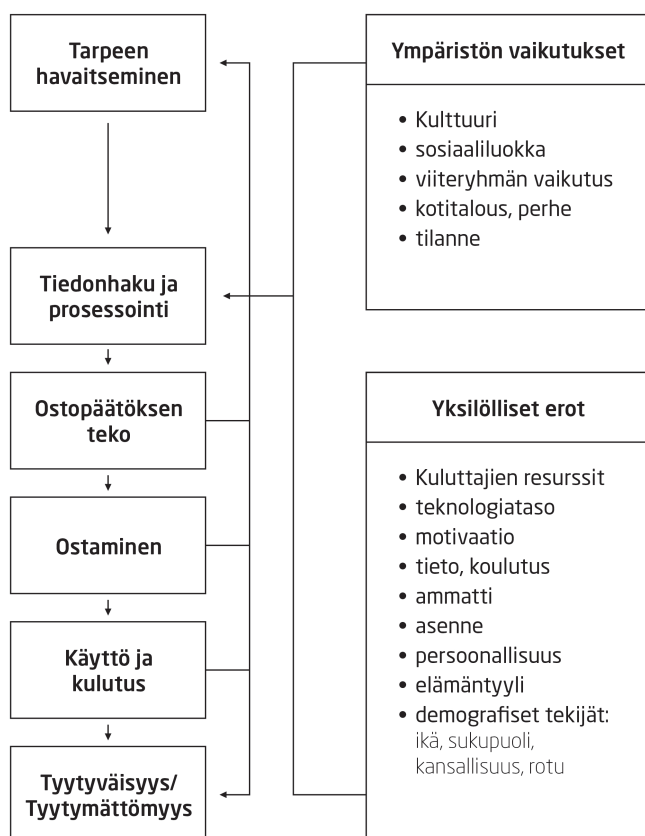 Tarpeen
havaitseminen
Tiedonhaku ja
prosessointi
Ostopäätöksen
teko
Ostaminen
Käyttö ja
kulutus
Tyytyväisyys/
Tyytymättömyys
Ympäristön vaikutukset
• Kulttuuri
• sosiaaliluokka
• viiteryhmän vaikutus
• kotitalous, perhe
• tilanne
Yksilölliset erot
• Kuluttajien resurssit
• teknologiataso
• motivaatio
• tieto, koulutus
• ammatti
• asenne
• persoonallisuus
• elämäntyyli
• demografiset tekijät:
ikä, sukupuoli,
kansallisuus, rotu